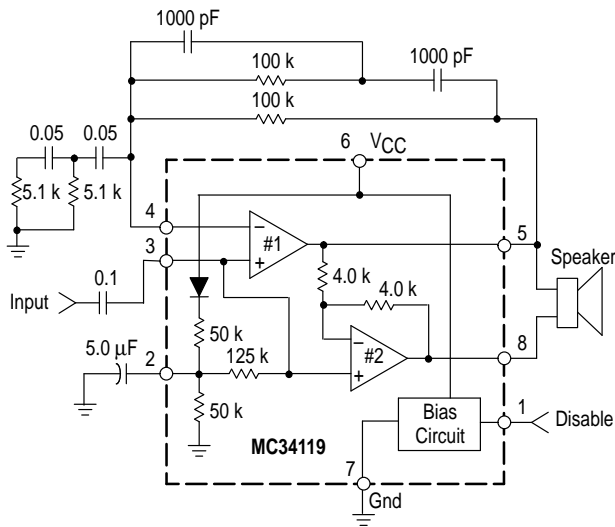 1000 pF
1000 pF
100 k
100 k
0.05 0.05
5.1 k 5.1 k
6 VCC
4
3
5
#1
Speaker
0.1
Input
4.0 k
4.0 k
50 k
5.0 μF
2
125 k
#2
8
50 k
Bias
Circuit
1
Disable
MC34119
7
Gnd
−
+
−
+